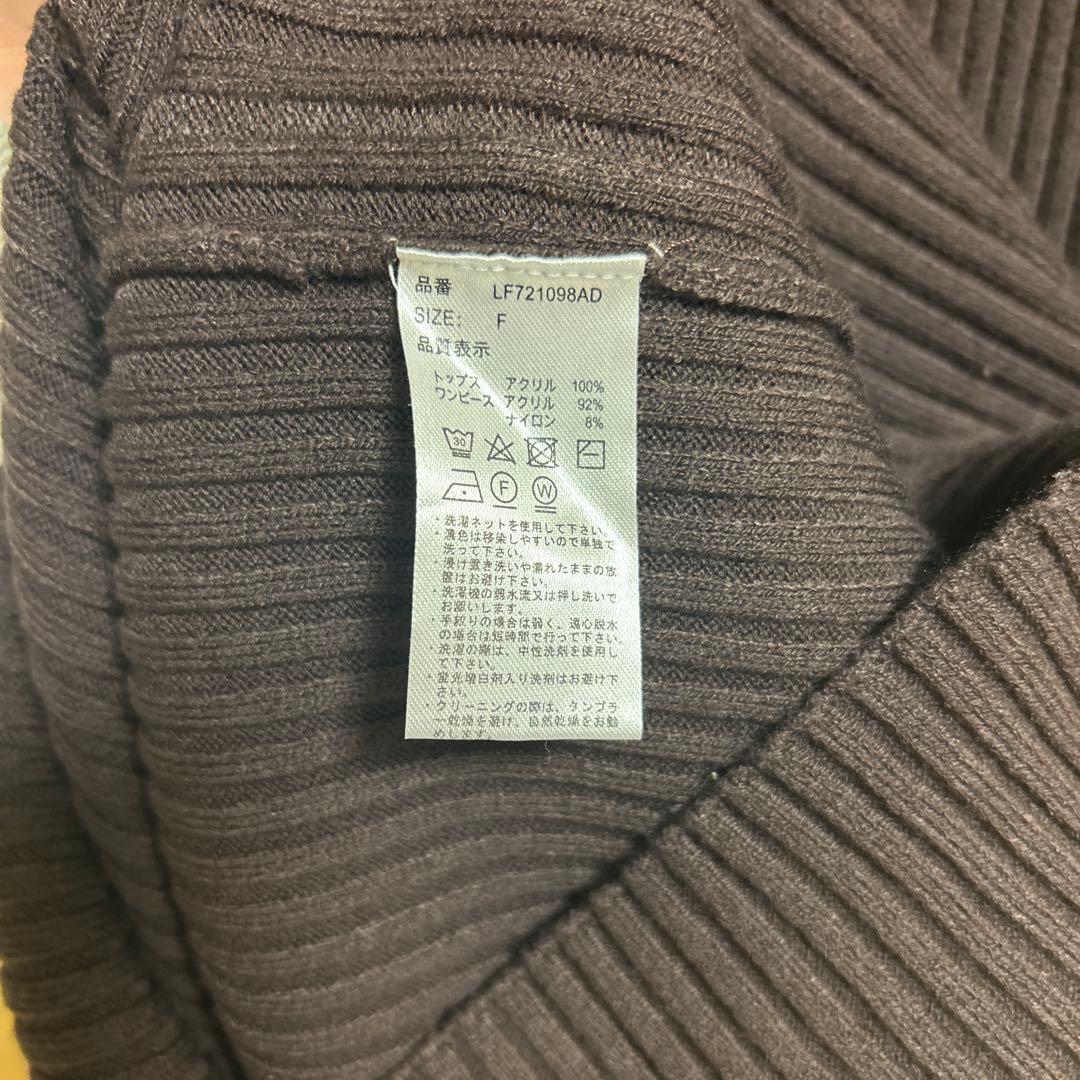 品番 LF721098AD
SIZE: F
品質表示
トップス アクリル 100%
ワンピース アクリル 92%
ナイロン 8%
30
F W
・洗濯ネットを使用して下さい。
・濃色は移染しやすいので単独で
洗って下さい。
・浸け置き洗いや濡れたままの放
置はお避け下さい。
・洗濯機の弱水流又は押し洗いで
お願いします。
・手絞りの場合は弱く、遠心脱水
の場合は短時間で行って下さい。
・洗濯の際は、中性洗剤を使用し
て下さい。
・蛍光増白剤入り洗剤はお避け下
さい。
・クリーニングの際は、タンブラ
ー乾燥を避け、自然乾燥をお勧
めします。